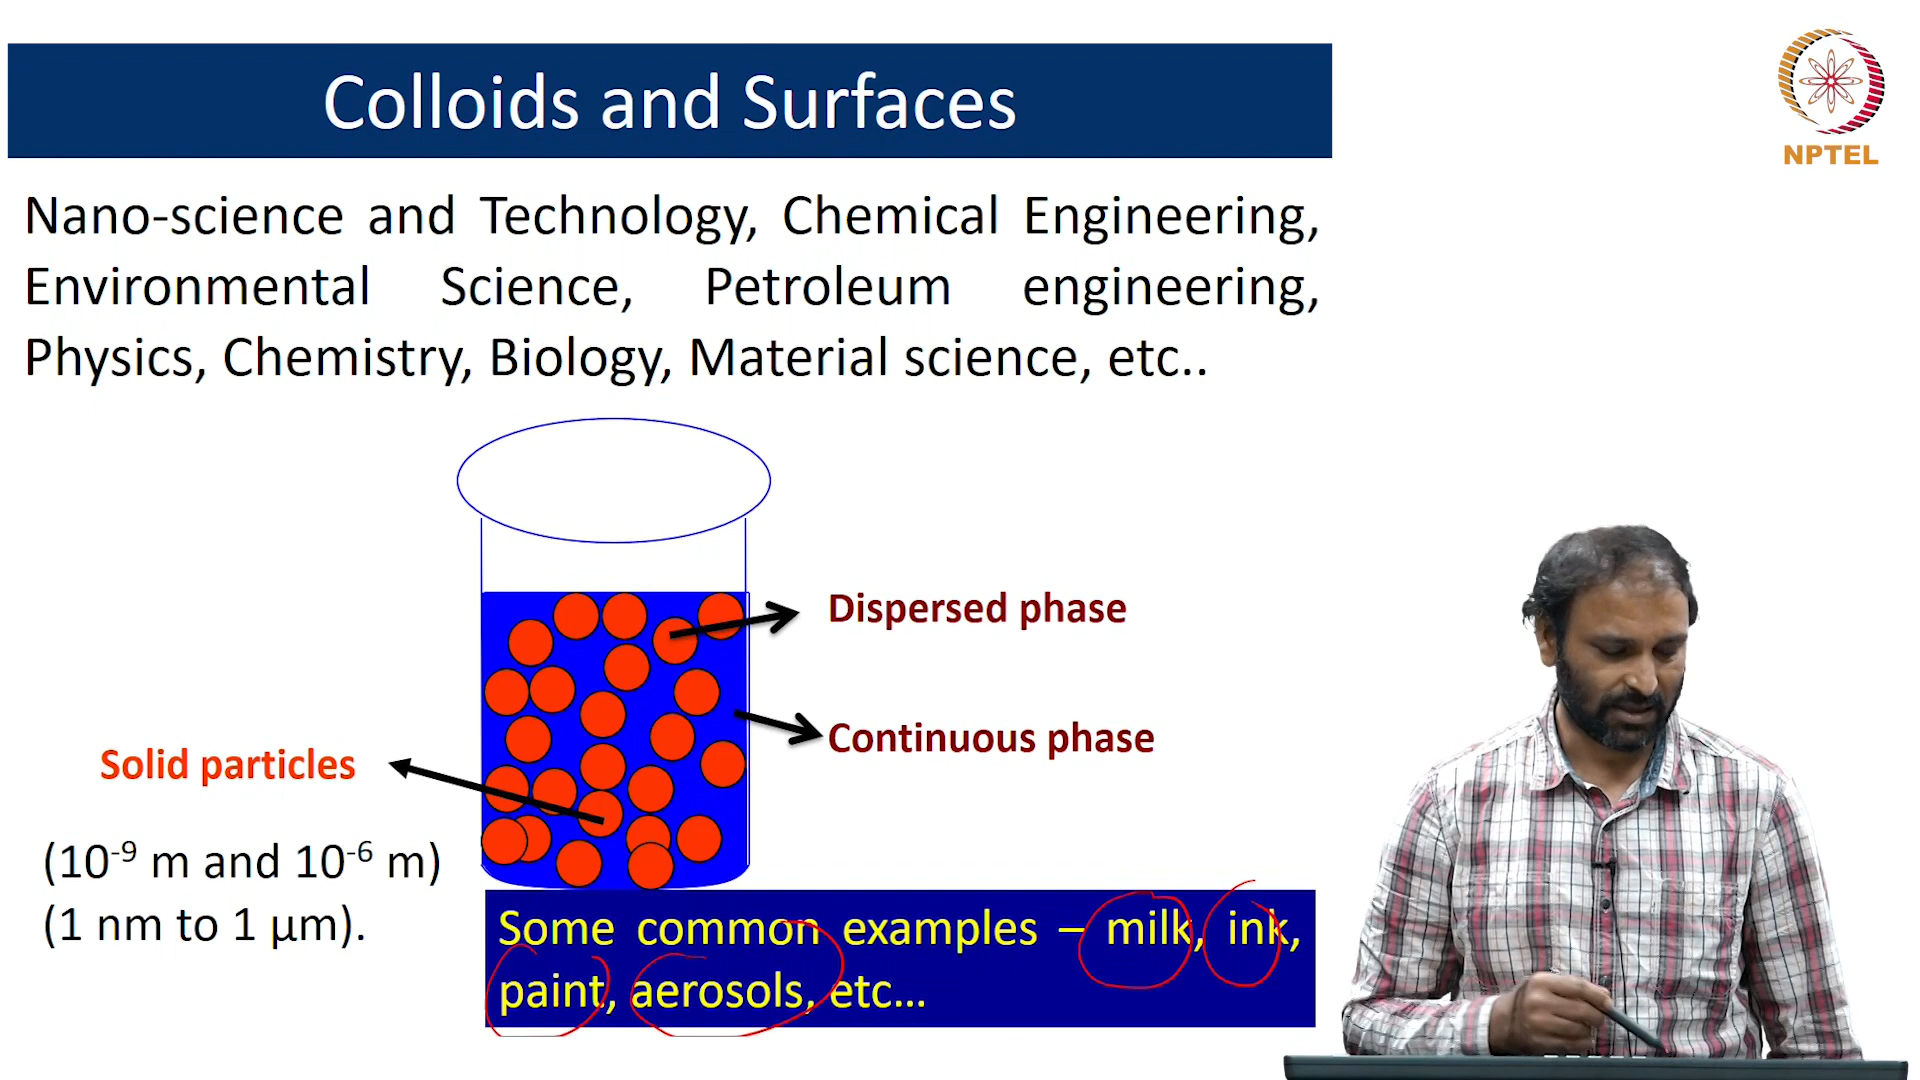 Colloids and Surfaces
NPTEL
Nano-science and Technology, Chemical Engineering,
Environmental Science, Petroleum engineering,
Physics, Chemistry, Biology, Material science, etc..
Dispersed phase
Continuous phase
Solid particles
(10⁻⁹ m and 10⁻⁶ m)
(1 nm to 1 μm).
Some common examples – milk, ink,
paint, aerosols, etc...